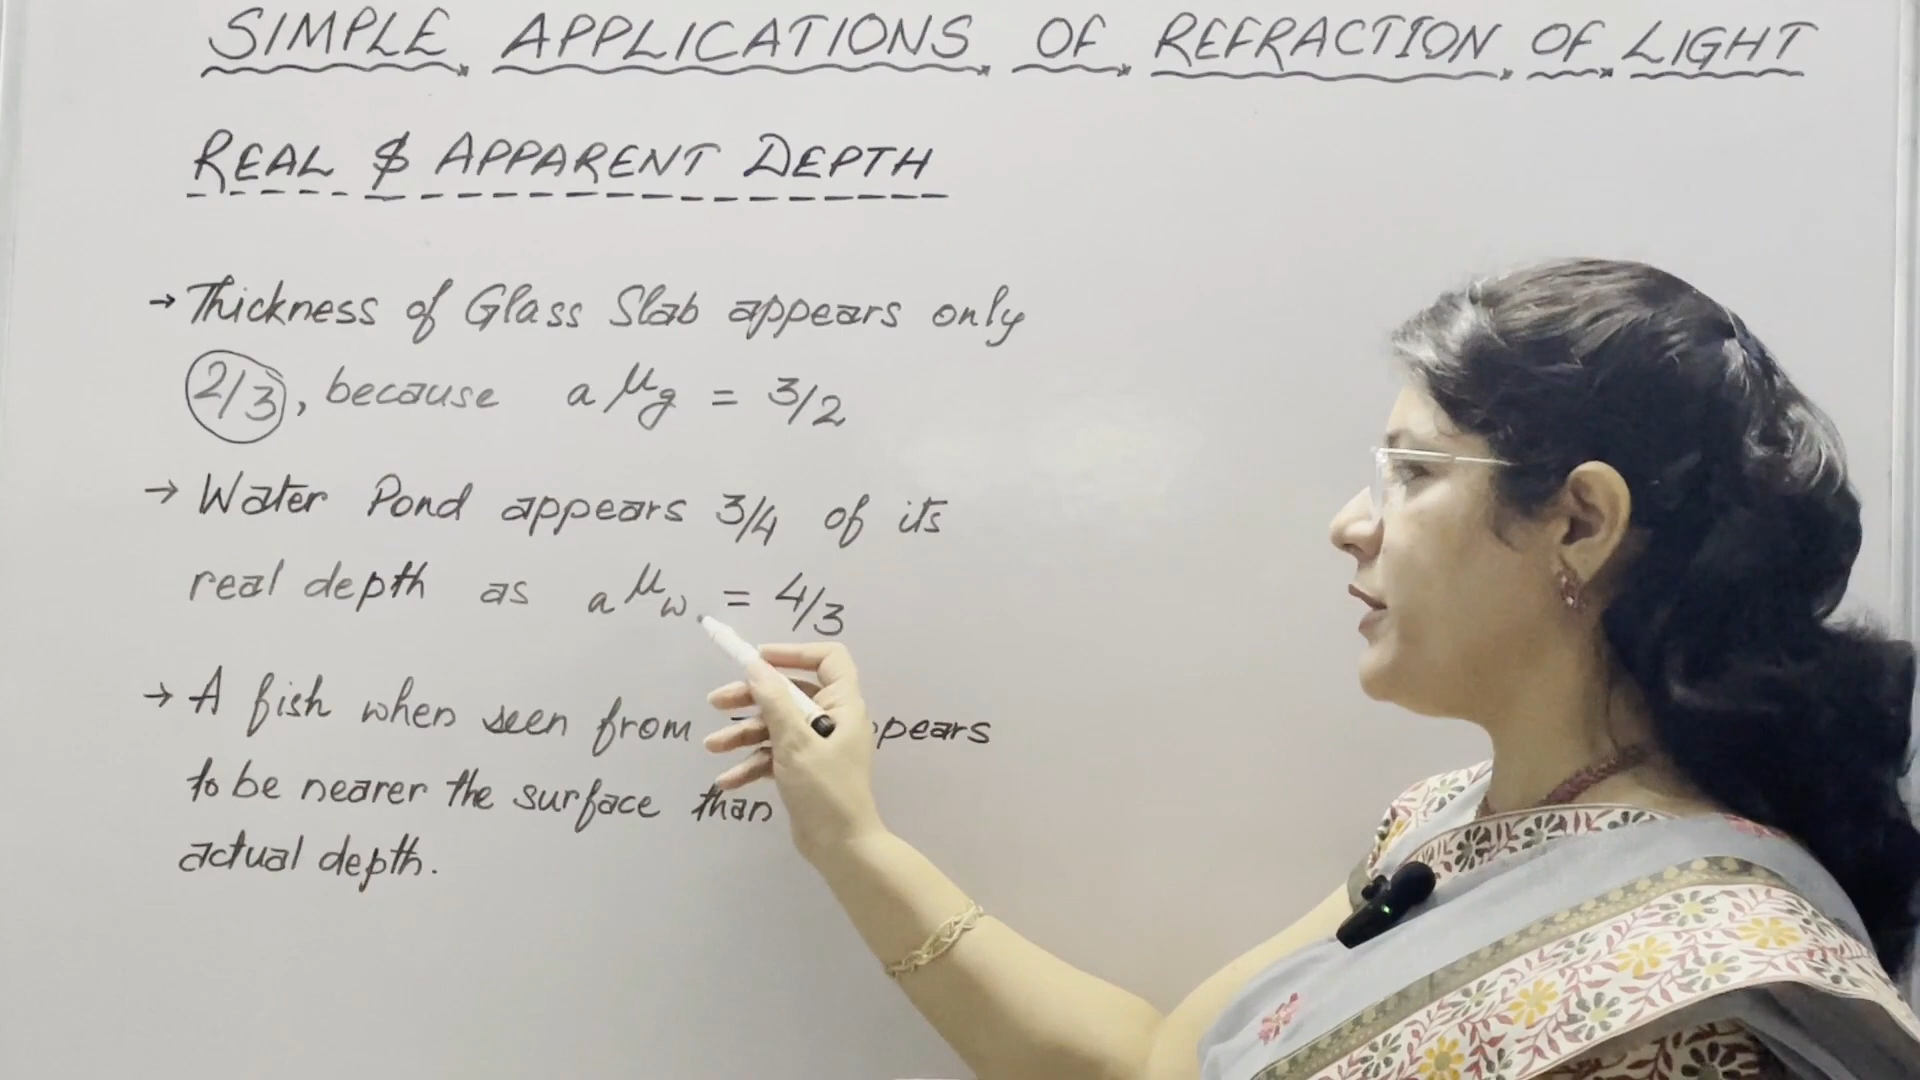 SIMPLE APPLICATIONS OF REFRACTION OF LIGHT
REAL & APPARENT DEPTH
→ Thickness of Glass Slab appears only
2/3, because aμg = 3/2
→ Water Pond appears 3/4 of its
real depth as aμw = 4/3
→ A fish when seen from ppears
to be nearer the surface than
actual depth.